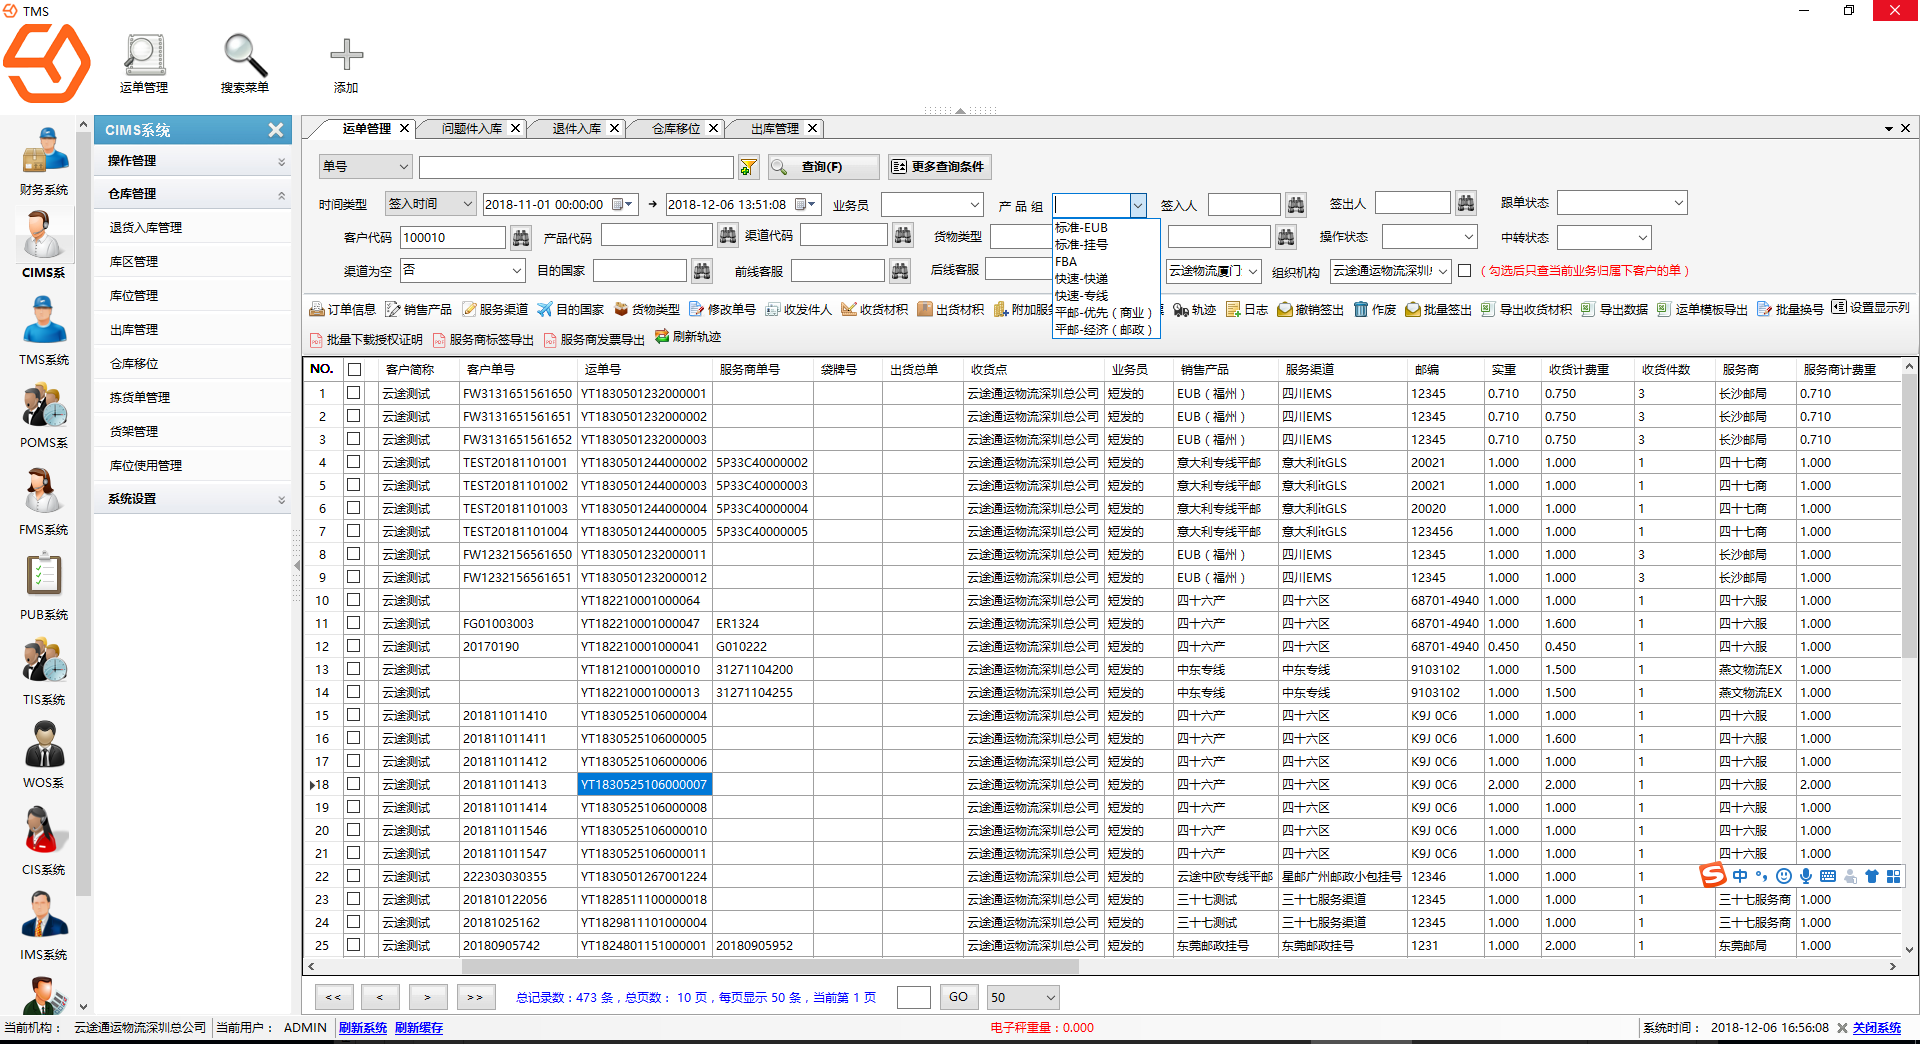 TMS
运单管理 搜索菜单 添加
财务系统
CIMS系
TMS系统
POMS系
FMS系统
PUB系统
TIS系统
WOS系
CIS系统
IMS系统
CIMS系统
操作管理
仓库管理
退货入库管理
库区管理
库位管理
出库管理
仓库移位
拣货单管理
货架管理
库位使用管理
系统设置
运单管理 问题件入库 退件入库 仓库移位 出库管理
单号 查询(F) 更多查询条件
时间类型 签入时间 2018-11-01 00:00:00 → 2018-12-06 13:51:08 业务员 产 品 组 签入人 签出人 跟单状态
客户代码 100010 产品代码 渠道代码 货物类型 操作状态 中转状态
渠道为空 否 目的国家 前线客服 后线客服 云途物流厦门 组织机构 云途通运物流深圳 (勾选后只查当前业务归属下客户的单)
标准-EUB
标准-挂号
FBA
快速-快递
快速-专线
平邮-优先(商业)
平邮-经济(邮政)
订单信息 销售产品 服务渠道 目的国家 货物类型 修改单号 收发件人 收货材积 出货材积 附加服 轨迹 日志 撤销签出 作废 批量签出 导出收货材积 导出数据 运单模板导出 批量换号 设置显示列
批量下载授权证明 服务商标签导出 服务商发票导出 刷新轨迹
NO. 客户简称 客户单号 运单号 服务商单号 袋牌号 出货总单 收货点 业务员 销售产品 服务渠道 邮编 实重 收货计费重 收货件数 服务商 服务商计费重
1 云途测试 FW3131651561650 YT1830501232000001 云途通运物流深圳总公司 短发的 EUB(福州) 四川EMS 12345 0.710 0.750 3 长沙邮局 0.710
2 云途测试 FW3131651561651 YT1830501232000002 云途通运物流深圳总公司 短发的 EUB(福州) 四川EMS 12345 0.710 0.750 3 长沙邮局 0.710
3 云途测试 FW3131651561652 YT1830501232000003 云途通运物流深圳总公司 短发的 EUB(福州) 四川EMS 12345 0.710 0.750 3 长沙邮局 0.710
4 云途测试 TEST20181101001 YT1830501244000002 5P33C40000002 云途通运物流深圳总公司 短发的 意大利专线平邮 意大利itGLS 20021 1.000 1.000 1 四十七商 1.000
5 云途测试 TEST20181101002 YT1830501244000003 5P33C40000003 云途通运物流深圳总公司 短发的 意大利专线平邮 意大利itGLS 20021 1.000 1.000 1 四十七商 1.000
6 云途测试 TEST20181101003 YT1830501244000004 5P33C40000004 云途通运物流深圳总公司 短发的 意大利专线平邮 意大利itGLS 20020 1.000 1.000 1 四十七商 1.000
7 云途测试 TEST20181101004 YT1830501244000005 5P33C40000005 云途通运物流深圳总公司 短发的 意大利专线平邮 意大利itGLS 123456 1.000 1.000 1 四十七商 1.000
8 云途测试 FW1232156561650 YT1830501232000011 云途通运物流深圳总公司 短发的 EUB(福州) 四川EMS 12345 1.000 1.000 3 长沙邮局 1.000
9 云途测试 FW1232156561651 YT1830501232000012 云途通运物流深圳总公司 短发的 EUB(福州) 四川EMS 12345 1.000 1.000 3 长沙邮局 1.000
10 云途测试 YT182210001000064 云途通运物流深圳总公司 短发的 四十六产 四十六区 68701-4940 1.000 1.000 1 四十六服 1.000
11 云途测试 FG01003003 YT182210001000047 ER1324 云途通运物流深圳总公司 短发的 四十六产 四十六区 68701-4940 1.000 1.600 1 四十六服 1.000
12 云途测试 20170190 YT182210001000041 G010222 云途通运物流深圳总公司 短发的 四十六产 四十六区 68701-4940 0.450 0.450 1 四十六服 1.000
13 云途测试 YT181210001000010 31271104200 云途通运物流深圳总公司 短发的 中东专线 中东专线 9103102 1.000 1.500 1 燕文物流EX 1.000
14 云途测试 YT182210001000013 31271104255 云途通运物流深圳总公司 短发的 中东专线 中东专线 9103102 1.000 1.500 1 燕文物流EX 1.000
15 云途测试 201811011410 YT1830525106000004 云途通运物流深圳总公司 短发的 四十六产 四十六区 K9J 0C6 1.000 1.000 1 四十六服 1.000
16 云途测试 201811011411 YT1830525106000005 云途通运物流深圳总公司 短发的 四十六产 四十六区 K9J 0C6 1.000 1.600 1 四十六服 1.000
17 云途测试 201811011412 YT1830525106000006 云途通运物流深圳总公司 短发的 四十六产 四十六区 K9J 0C6 1.000 1.000 1 四十六服 1.000
18 云途测试 201811011413 YT1830525106000007 云途通运物流深圳总公司 短发的 四十六产 四十六区 K9J 0C6 2.000 2.000 1 四十六服 2.000
19 云途测试 201811011414 YT1830525106000008 云途通运物流深圳总公司 短发的 四十六产 四十六区 K9J 0C6 1.000 1.000 1 四十六服 1.000
20 云途测试 201811011546 YT1830525106000010 云途通运物流深圳总公司 短发的 四十六产 四十六区 K9J 0C6 1.000 1.000 1 四十六服 1.000
21 云途测试 201811011547 YT1830525106000011 云途通运物流深圳总公司 短发的 四十六产 四十六区 K9J 0C6 1.000 1.000 1 四十六服 1.000
22 云途测试 222303030355 YT1830501267001224 云途通运物流深圳总公司 短发的 云途中欧专线平邮 星邮广州邮政小包挂号 12346 1.000 1.000 1 中
23 云途测试 201810122056 YT1828511100000018 云途通运物流深圳总公司 短发的 三十七测试 三十七服务渠道 12345 1.000 1.000 1 三十七服务商 1.000
24 云途测试 20181025162 YT1829811101000004 云途通运物流深圳总公司 短发的 三十七测试 三十七服务渠道 12345 1.000 1.000 1 三十七服务商 1.000
25 云途测试 20180905742 YT1824801151000001 20180905952 云途通运物流深圳总公司 短发的 东莞邮政挂号 东莞邮政挂号 1231 1.000 2.000 1 东莞邮局 1.000
<< < > >> 总记录数:473 条,总页数: 10 页,每页显示 50 条,当前第 1 页 GO 50
当前机构: 云途通运物流深圳总公司 当前用户: ADMIN 刷新系统 刷新缓存 电子秤重量:0.000 系统时间: 2018-12-06 16:56:08 关闭系统